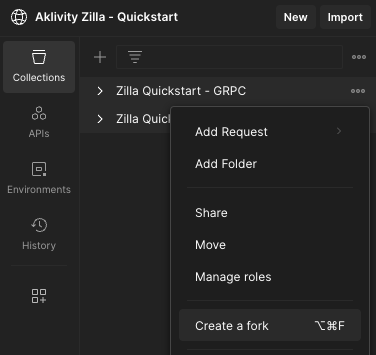 Aklivity Zilla - Quickstart
New
Import
Collections
Zilla Quickstart - GRPC
Zilla Quick
Add Request
APIs
Add Folder
Environments
Share
History
Move
Manage roles
Create a fork ⌥⌘F